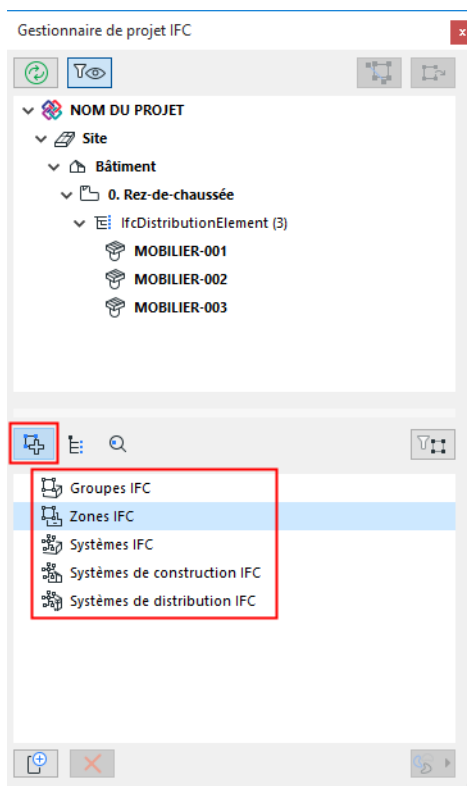 Gestionnaire de projet IFC
x
NOM DU PROJET
Site
Bâtiment
0. Rez-de-chaussée
IfcDistributionElement (3)
MOBILIER-001
MOBILIER-002
MOBILIER-003
Groupes IFC
Zones IFC
Systèmes IFC
Systèmes de construction IFC
Systèmes de distribution IFC